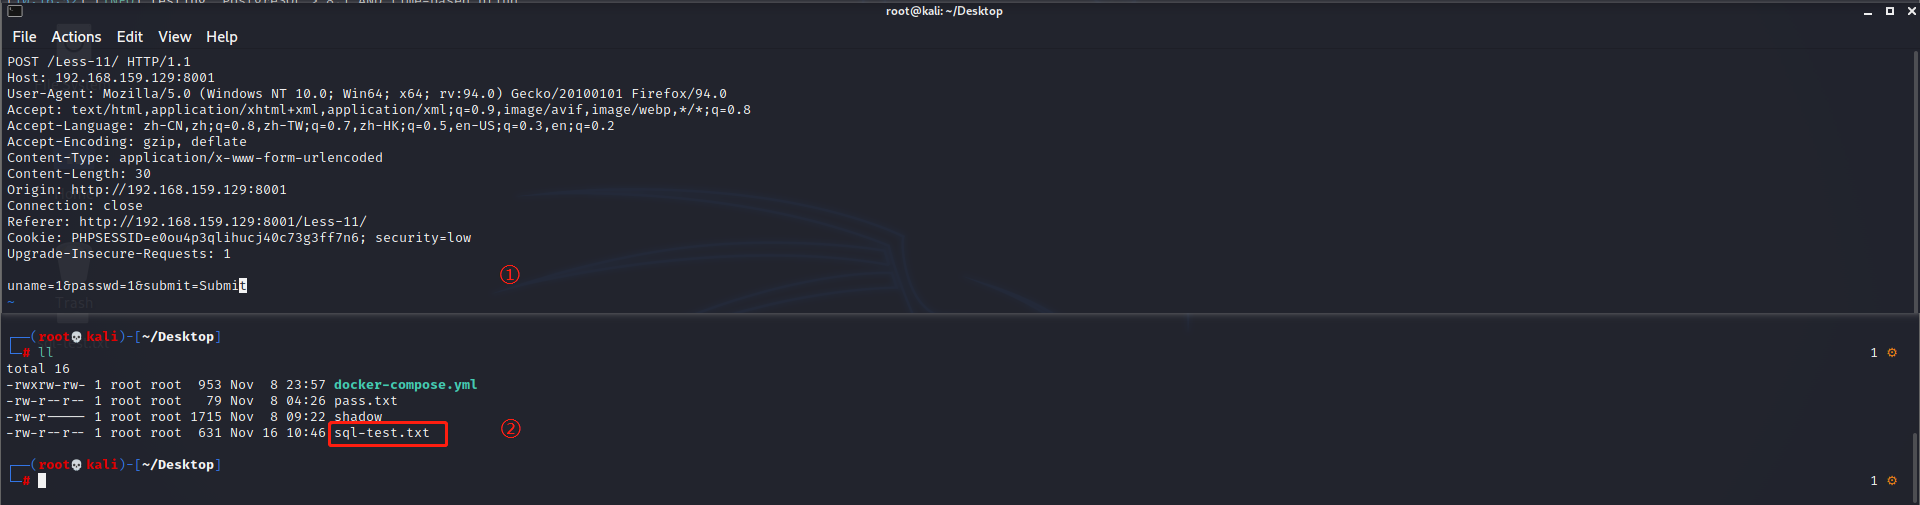 root@kali: ~/Desktop
File Actions Edit View Help
POST /Less-11/ HTTP/1.1
Host: 192.168.159.129:8001
User-Agent: Mozilla/5.0 (Windows NT 10.0; Win64; x64; rv:94.0) Gecko/20100101 Firefox/94.0
Accept: text/html,application/xhtml+xml,application/xml;q=0.9,image/avif,image/webp,*/*;q=0.8
Accept-Language: zh-CN,zh;q=0.8,zh-TW;q=0.7,zh-HK;q=0.5,en-US;q=0.3,en;q=0.2
Accept-Encoding: gzip, deflate
Content-Type: application/x-www-form-urlencoded
Content-Length: 30
Origin: http://192.168.159.129:8001
Connection: close
Referer: http://192.168.159.129:8001/Less-11/
Cookie: PHPSESSID=e0ou4p3qlihucj40c73g3ff7n6; security=low
Upgrade-Insecure-Requests: 1
①
uname=1&passwd=1&submit=Submit
~
Trash
┌──(root💀kali)-[~/Desktop]
└─# ll
1 ⚙
total 16
-rwxrw-rw- 1 root root 953 Nov 8 23:57 docker-compose.yml
-rw-r--r-- 1 root root 79 Nov 8 04:26 pass.txt
-rw-r----- 1 root root 1715 Nov 8 09:22 shadow
-rw-r--r-- 1 root root 631 Nov 16 10:46 sql-test.txt
②
┌──(root💀kali)-[~/Desktop]
└─#
1 ⚙